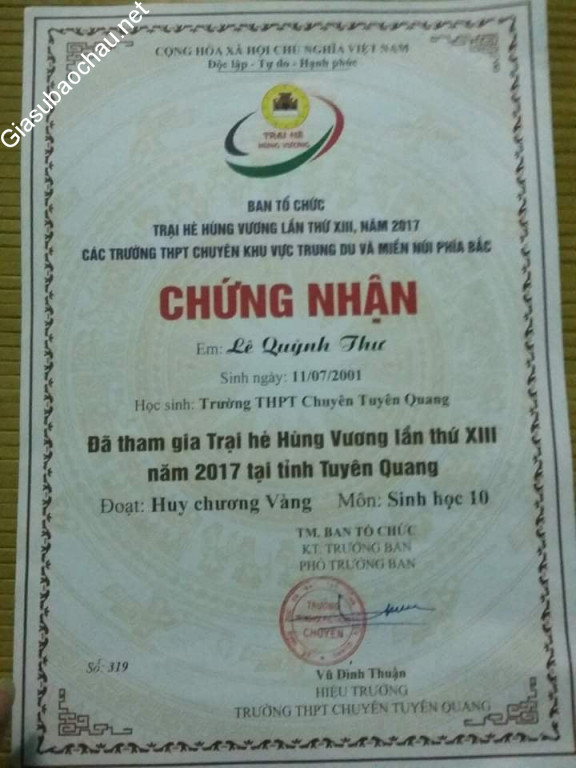 Giasubaochau.net
CỘNG HÒA XÃ HỘI CHỦ NGHĨA VIỆT NAM
Độc lập - Tự do - Hạnh phúc
TRẠI HÈ
HÙNG VƯƠNG
BAN TỔ CHỨC
TRẠI HÈ HÙNG VƯƠNG LẦN THỨ XIII, NĂM 2017
CÁC TRƯỜNG THPT CHUYÊN KHU VỰC TRUNG DU VÀ MIỀN NÚI PHÍA BẮC
CHỨNG NHẬN
Em: Lê Quỳnh Thư
Sinh ngày: 11/07/2001
Học sinh: Trường THPT Chuyên Tuyên Quang
Đã tham gia Trại hè Hùng Vương lần thứ XIII
năm 2017 tại tỉnh Tuyên Quang
Đoạt: Huy chương Vàng Môn: Sinh học 10
TM. BAN TỔ CHỨC
KT. TRƯỞNG BAN
PHÓ TRƯỞNG BAN
TRƯỜNG
CHUYÊN
Số: 319
Vũ Đình Thuận
HIỆU TRƯỞNG
TRƯỜNG THPT CHUYÊN TUYÊN QUANG